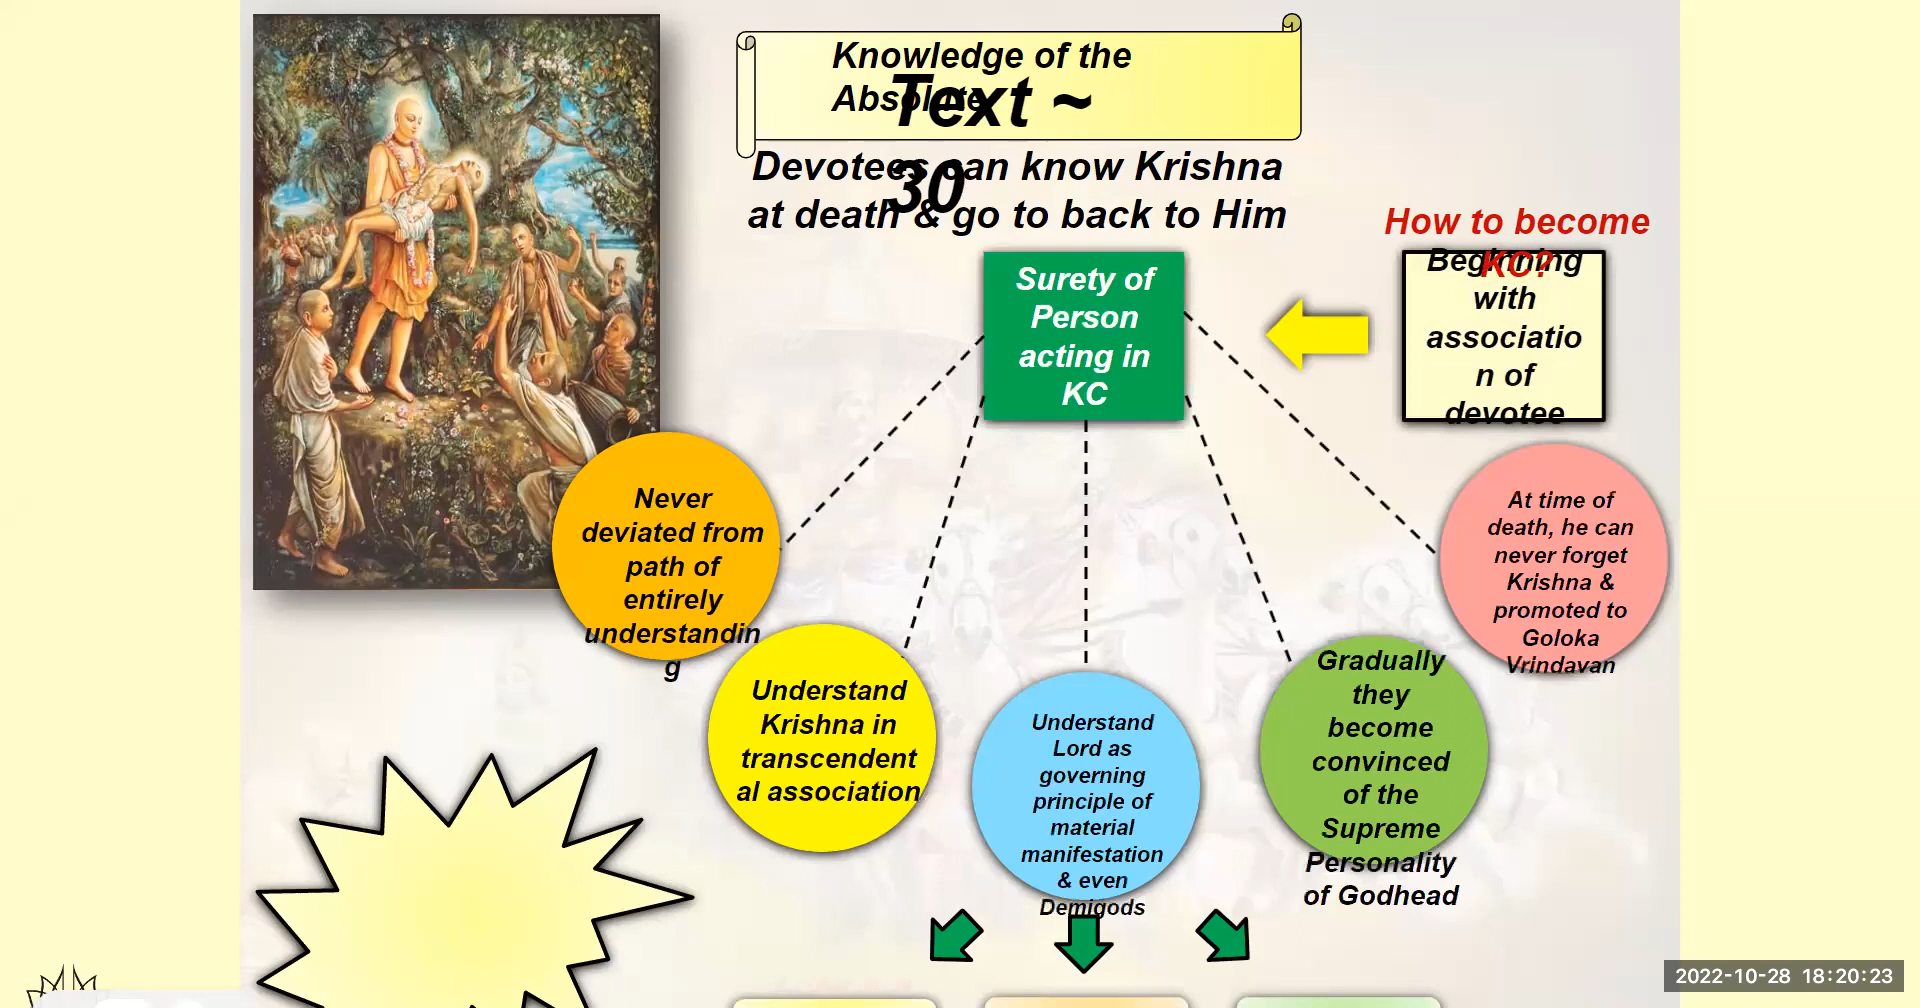 Knowledge of the
Absolute
Text ~
30
Devotees can know Krishna
at death & go to back to Him
How to become
KC?
Beginning
with
associatio
n of
devotee
Surety of
Person
acting in
KC
Never
deviated from
path of
entirely
understandin
g
Understand
Krishna in
transcendent
al association
Understand
Lord as
governing
principle of
material
manifestation
& even
Demigods
Gradually
they
become
convinced
of the
Supreme
Personality
of Godhead
At time of
death, he can
never forget
Krishna &
promoted to
Goloka
Vrindavan
2022-10-28 18:20:23